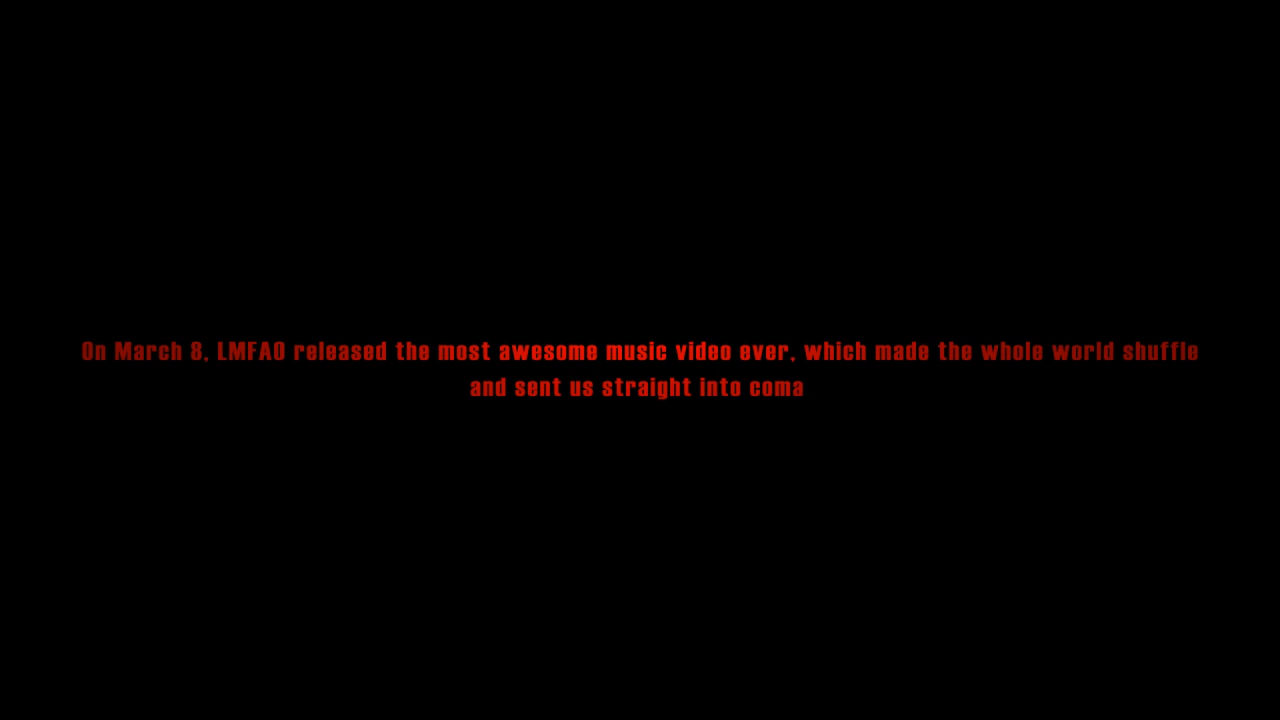 On March 8, LMFAO released the most awesome music video ever, which made the whole world shuffle
and sent us straight into coma